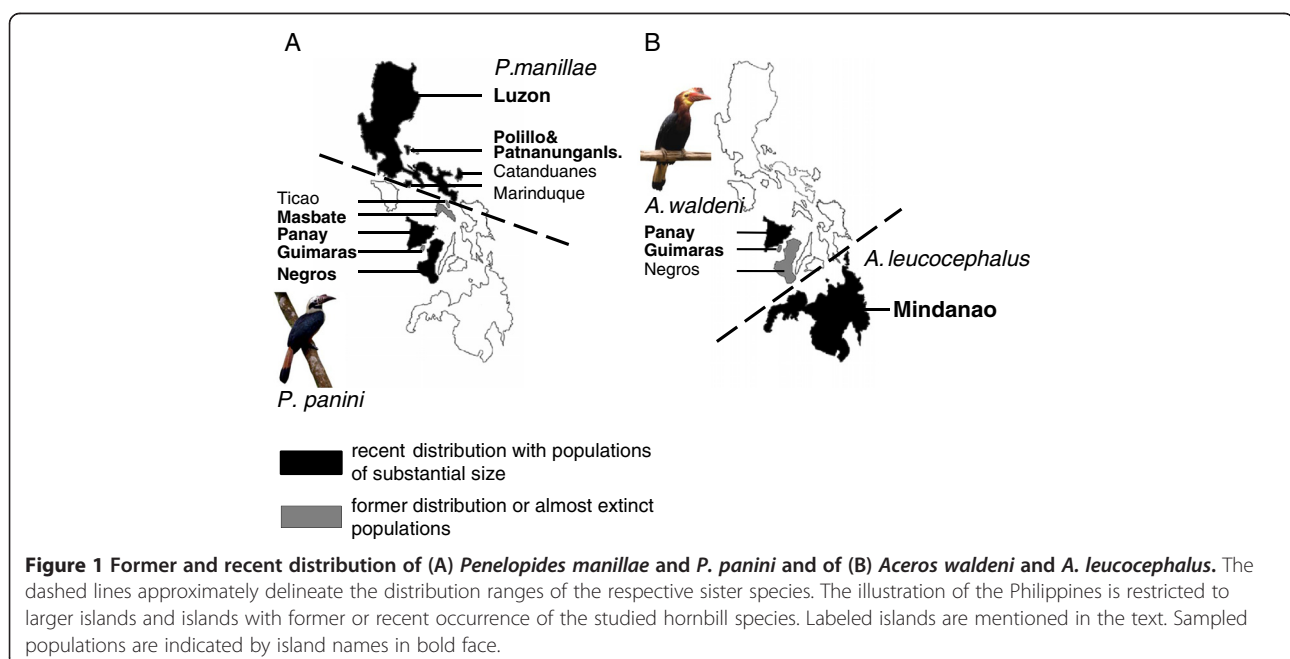 A
P.manillae
Luzon
Polillo&
PatnanunganIs.
Catanduanes
Marinduque
Ticao
Masbate
Panay
Guimaras
Negros
P. panini
B
A. waldeni
Panay
Guimaras
Negros
A. leucocephalus
Mindanao
recent distribution with populations
of substantial size
former distribution or almost extinct
populations
Figure 1 Former and recent distribution of (A) Penelopides manillae and P. panini and of (B) Aceros waldeni and A. leucocephalus. The
dashed lines approximately delineate the distribution ranges of the respective sister species. The illustration of the Philippines is restricted to
larger islands and islands with former or recent occurrence of the studied hornbill species. Labeled islands are mentioned in the text. Sampled
populations are indicated by island names in bold face.